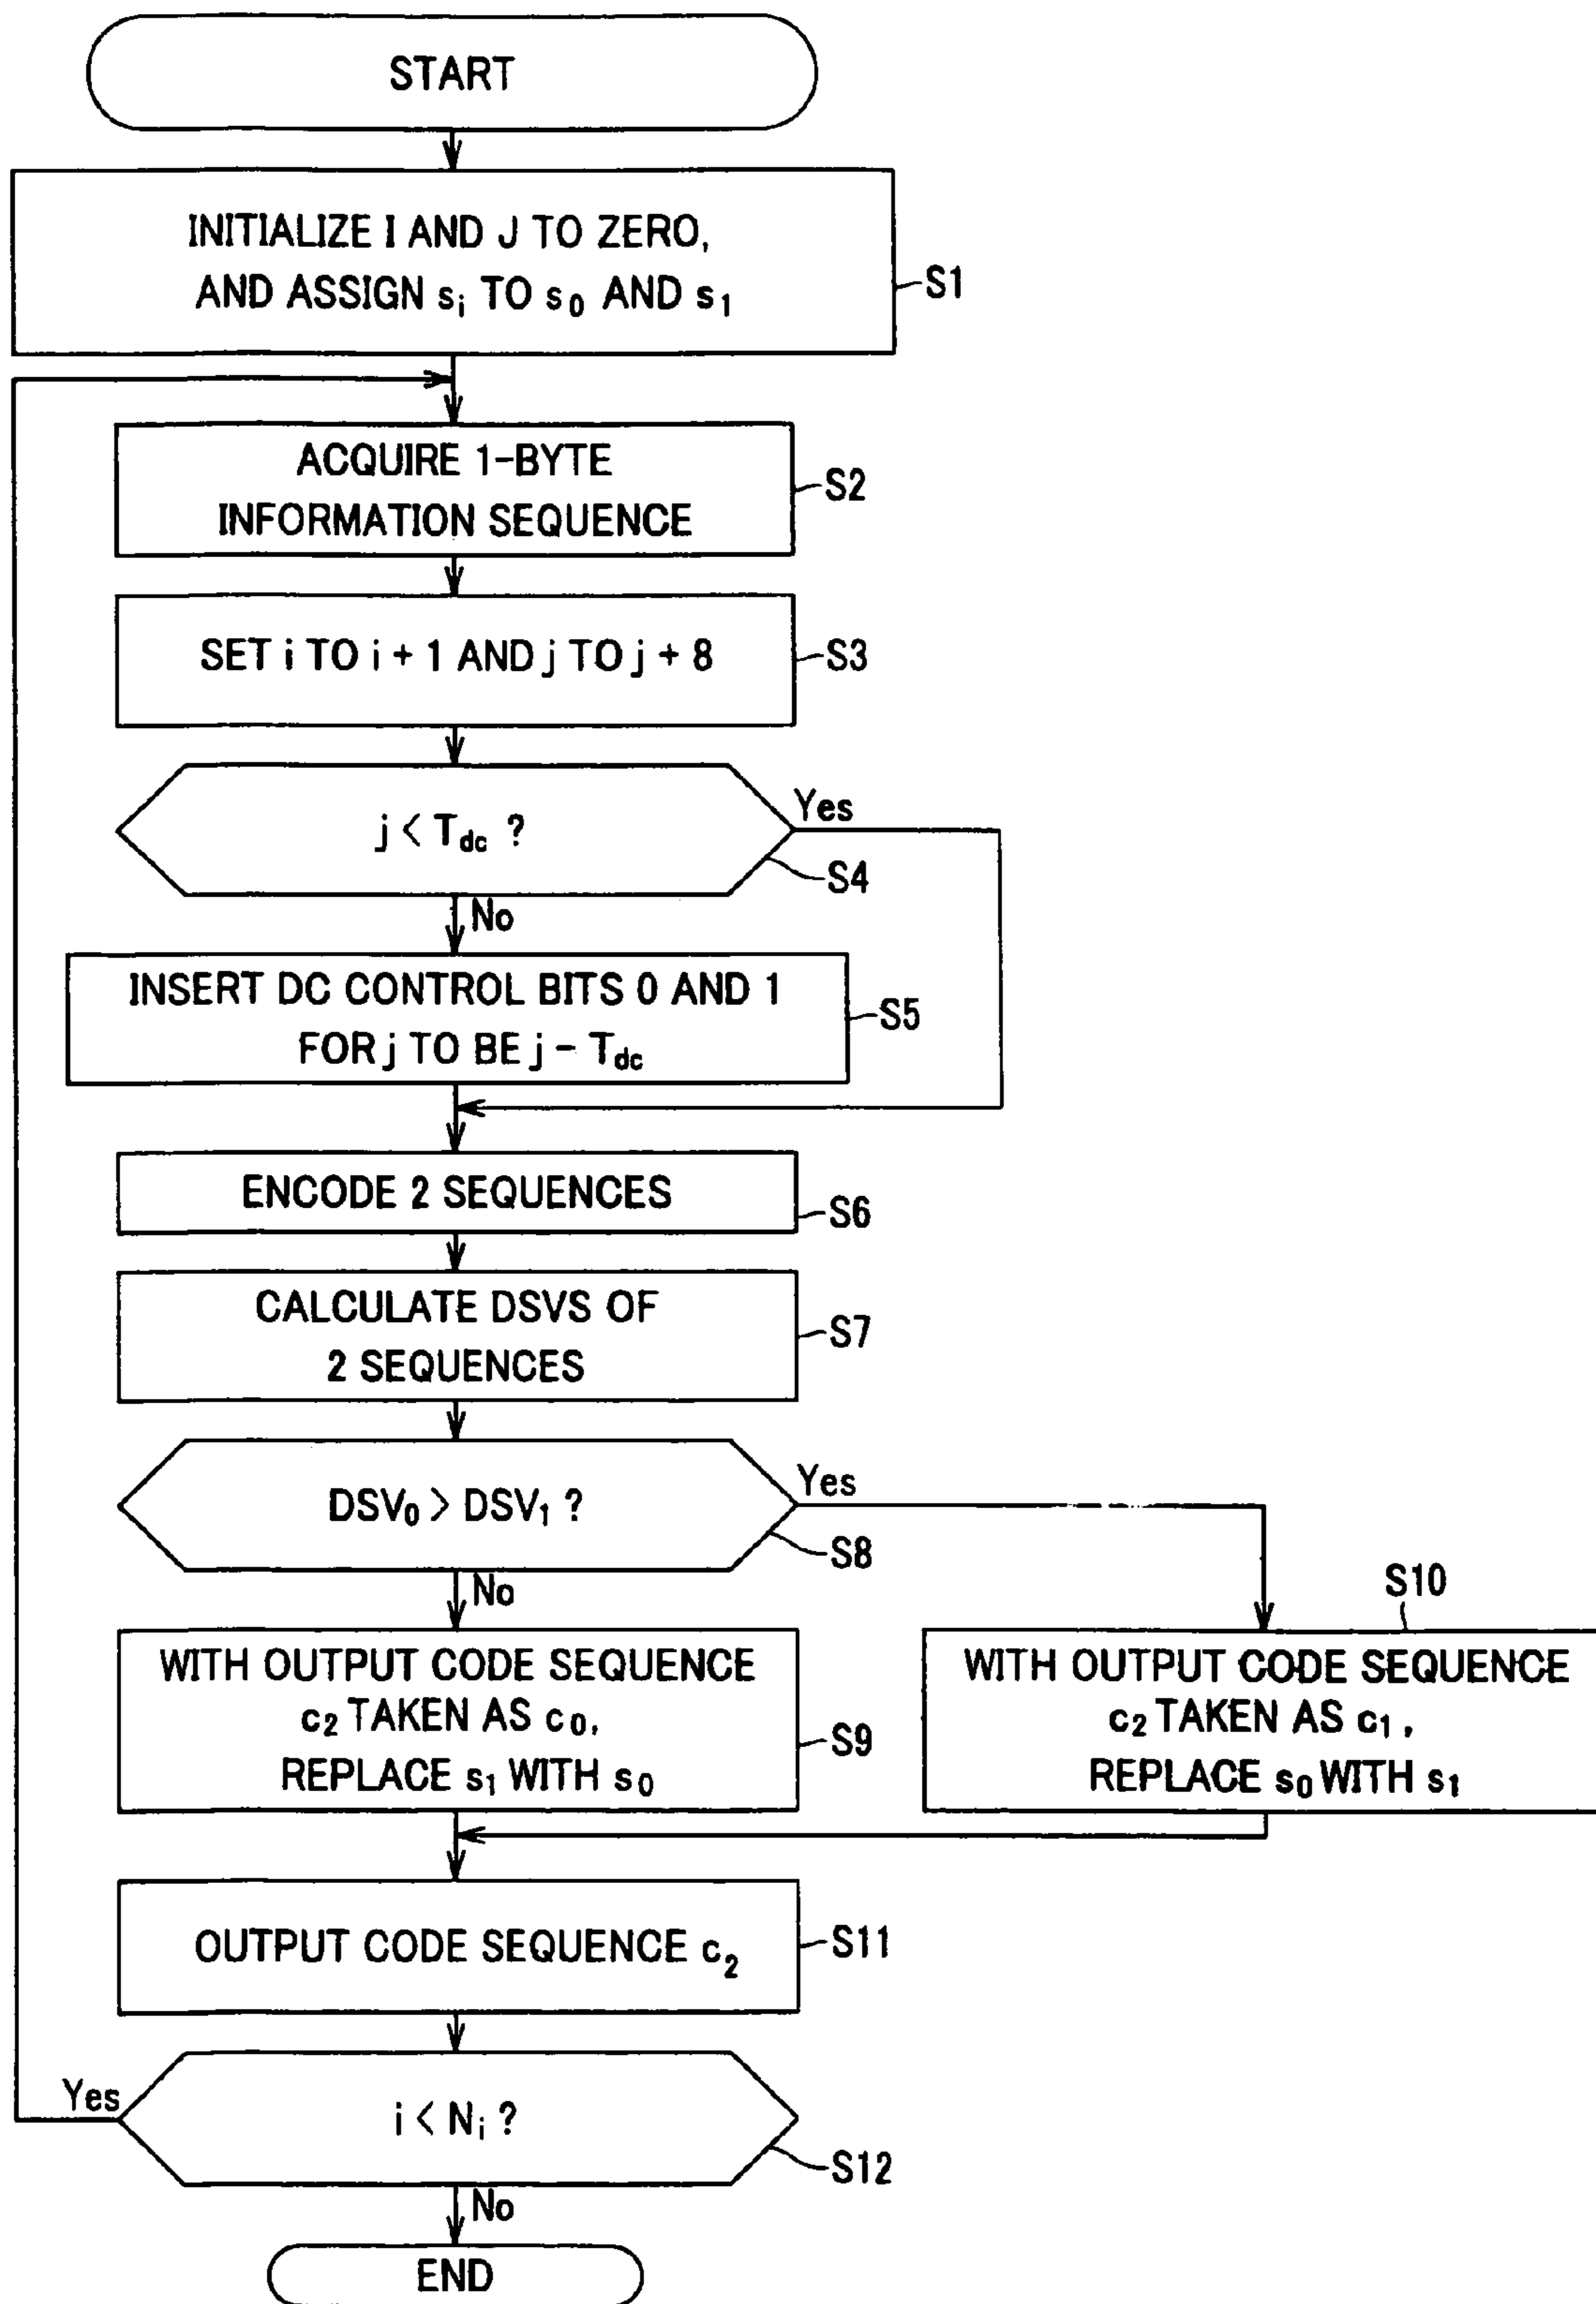 START
INITIALIZE I AND J TO ZERO,
AND ASSIGN sᵢ TO s₀ AND s₁
S1
ACQUIRE 1-BYTE
INFORMATION SEQUENCE
S2
SET i TO i + 1 AND j TO j + 8
S3
j < T_dc ?
Yes
S4
No
INSERT DC CONTROL BITS 0 AND 1
FOR j TO BE j - T_dc
S5
ENCODE 2 SEQUENCES
S6
CALCULATE DSVS OF
2 SEQUENCES
S7
DSV₀ > DSV₁ ?
Yes
S8
No
WITH OUTPUT CODE SEQUENCE
c₂ TAKEN AS c₀,
REPLACE s₁ WITH s₀
S9
S10
WITH OUTPUT CODE SEQUENCE
c₂ TAKEN AS c₁,
REPLACE s₀ WITH s₁
OUTPUT CODE SEQUENCE c₂
S11
Yes
i < Nᵢ ?
S12
No
END